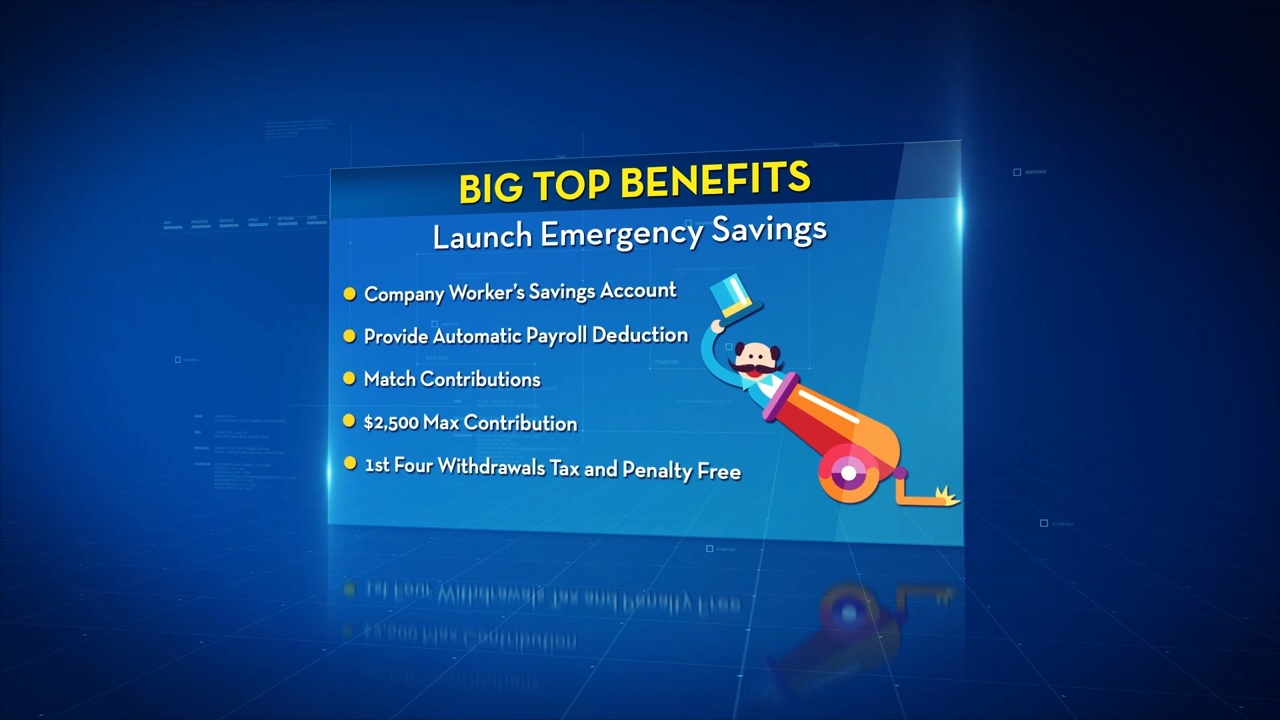 BIG TOP BENEFITS
Launch Emergency Savings
Company Worker's Savings Account
Provide Automatic Payroll Deduction
Match Contributions
$2,500 Max Contribution
1st Four Withdrawals Tax and Penalty Free